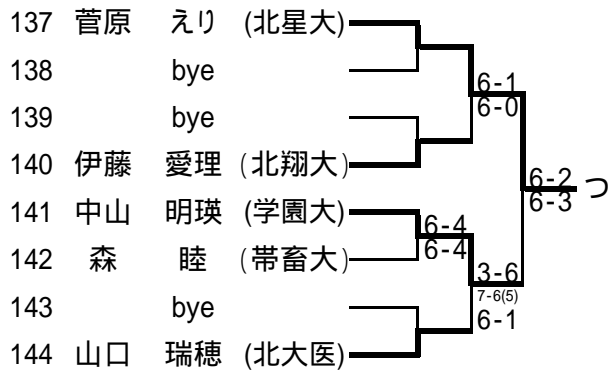 137 菅原 えり (北星大)
138 bye
139 bye
140 伊藤 愛理 (北翔大)
141 中山 明瑛 (学園大)
142 森 睦 (帯畜大)
143 bye
144 山口 瑞穂 (北大医)
6-4
6-4
6-1
6-0
3-6
7-6(5)
6-1
6-2
6-3
つ